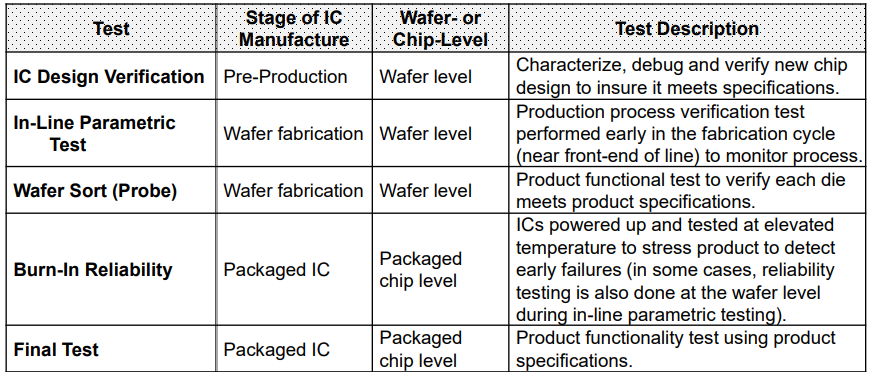 Test
Stage of IC
Manufacture
Wafer- or
Chip-Level
Test Description
IC Design Verification
Pre-Production
Wafer level
Characterize, debug and verify new chip
design to insure it meets specifications.
In-Line Parametric
Test
Wafer fabrication
Wafer level
Production process verification test
performed early in the fabrication cycle
(near front-end of line) to monitor process.
Wafer Sort (Probe)
Wafer fabrication
Wafer level
Product functional test to verify each die
meets product specifications.
Burn-In Reliability
Packaged IC
Packaged
chip level
ICs powered up and tested at elevated
temperature to stress product to detect
early failures (in some cases, reliability
testing is also done at the wafer level
during in-line parametric testing).
Final Test
Packaged IC
Packaged
chip level
Product functionality test using product
specifications.